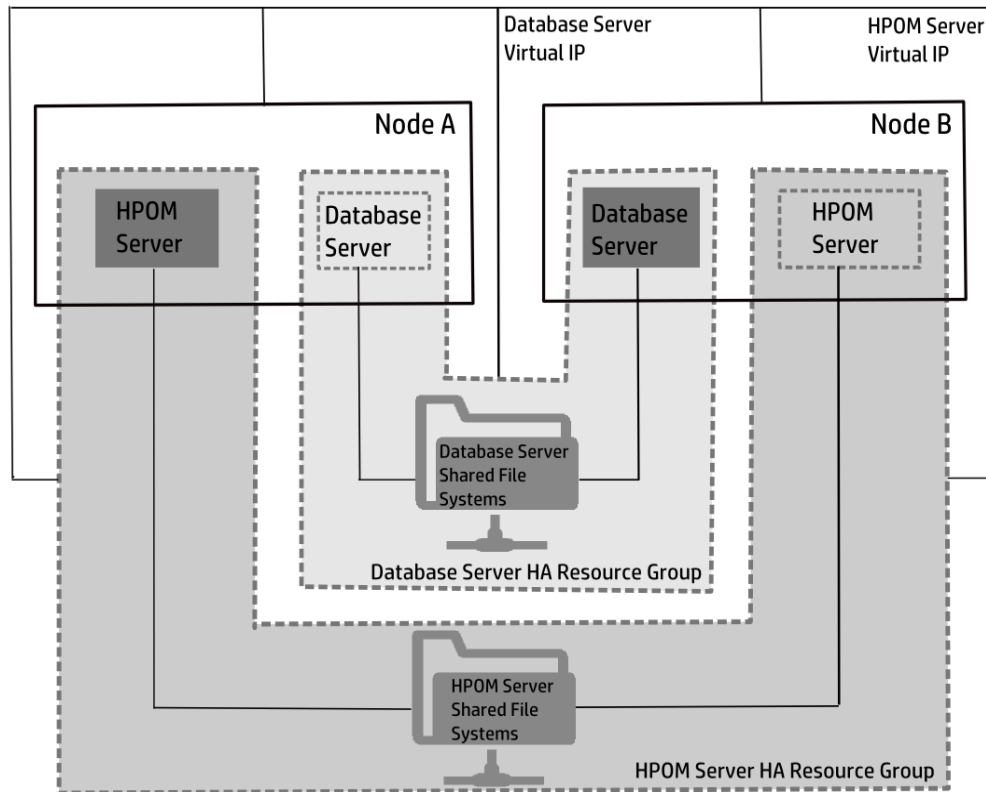 Database Server
Virtual IP
HPOM Server
Virtual IP
Node A
Node B
HPOM
Server
Database
Server
Database
Server
HPOM
Server
Database Server
Shared File
Systems
Database Server HA Resource Group
HPOM Server
Shared File
Systems
HPOM Server HA Resource Group